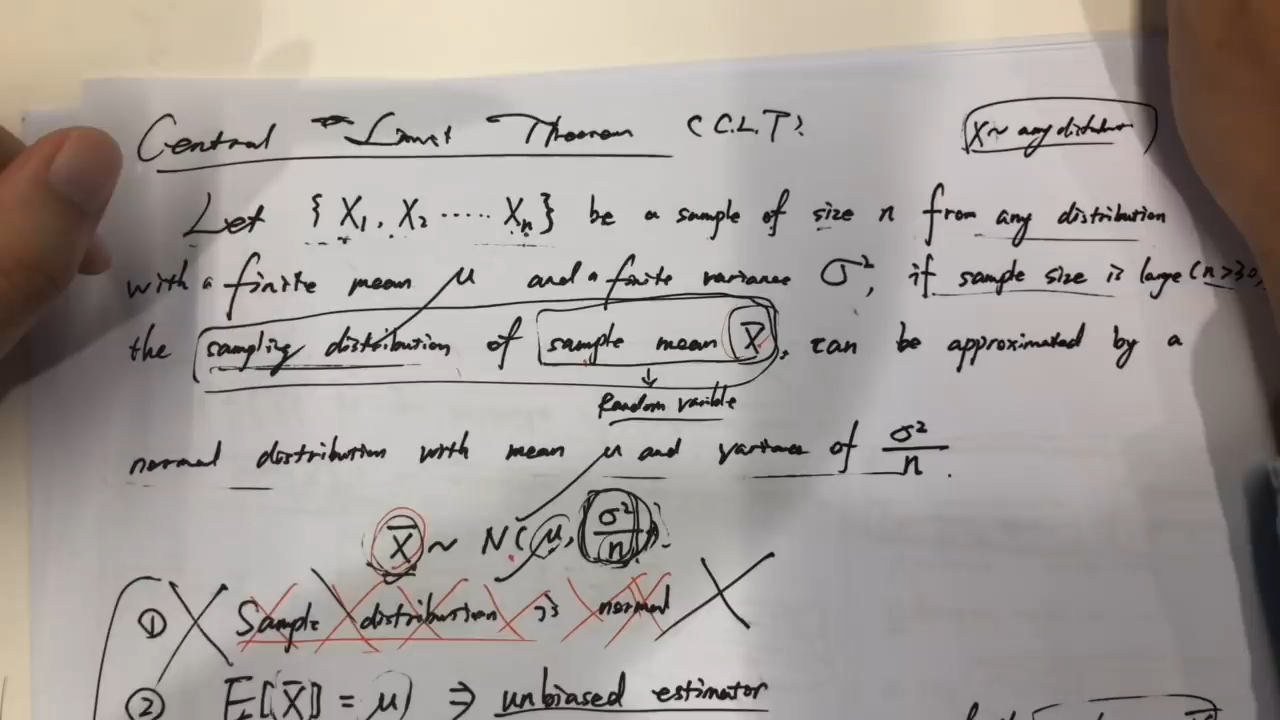 Central Limit Theorem (C.L.T).
X ~ any distribution
Let { X₁, X₂ ..... Xₙ } be a sample of size n from any distribution
with a finite mean μ and a finite variance σ², if sample size is large (n>30,
the sampling distribution of sample mean X̅, can be approximated by a
Random variable
normal distribution with mean μ and variance of σ²/n.
X̅ ~ N(μ, σ²/n).
① Sample distribution is normal
② E[X̅] = μ ⇒ unbiased estimator